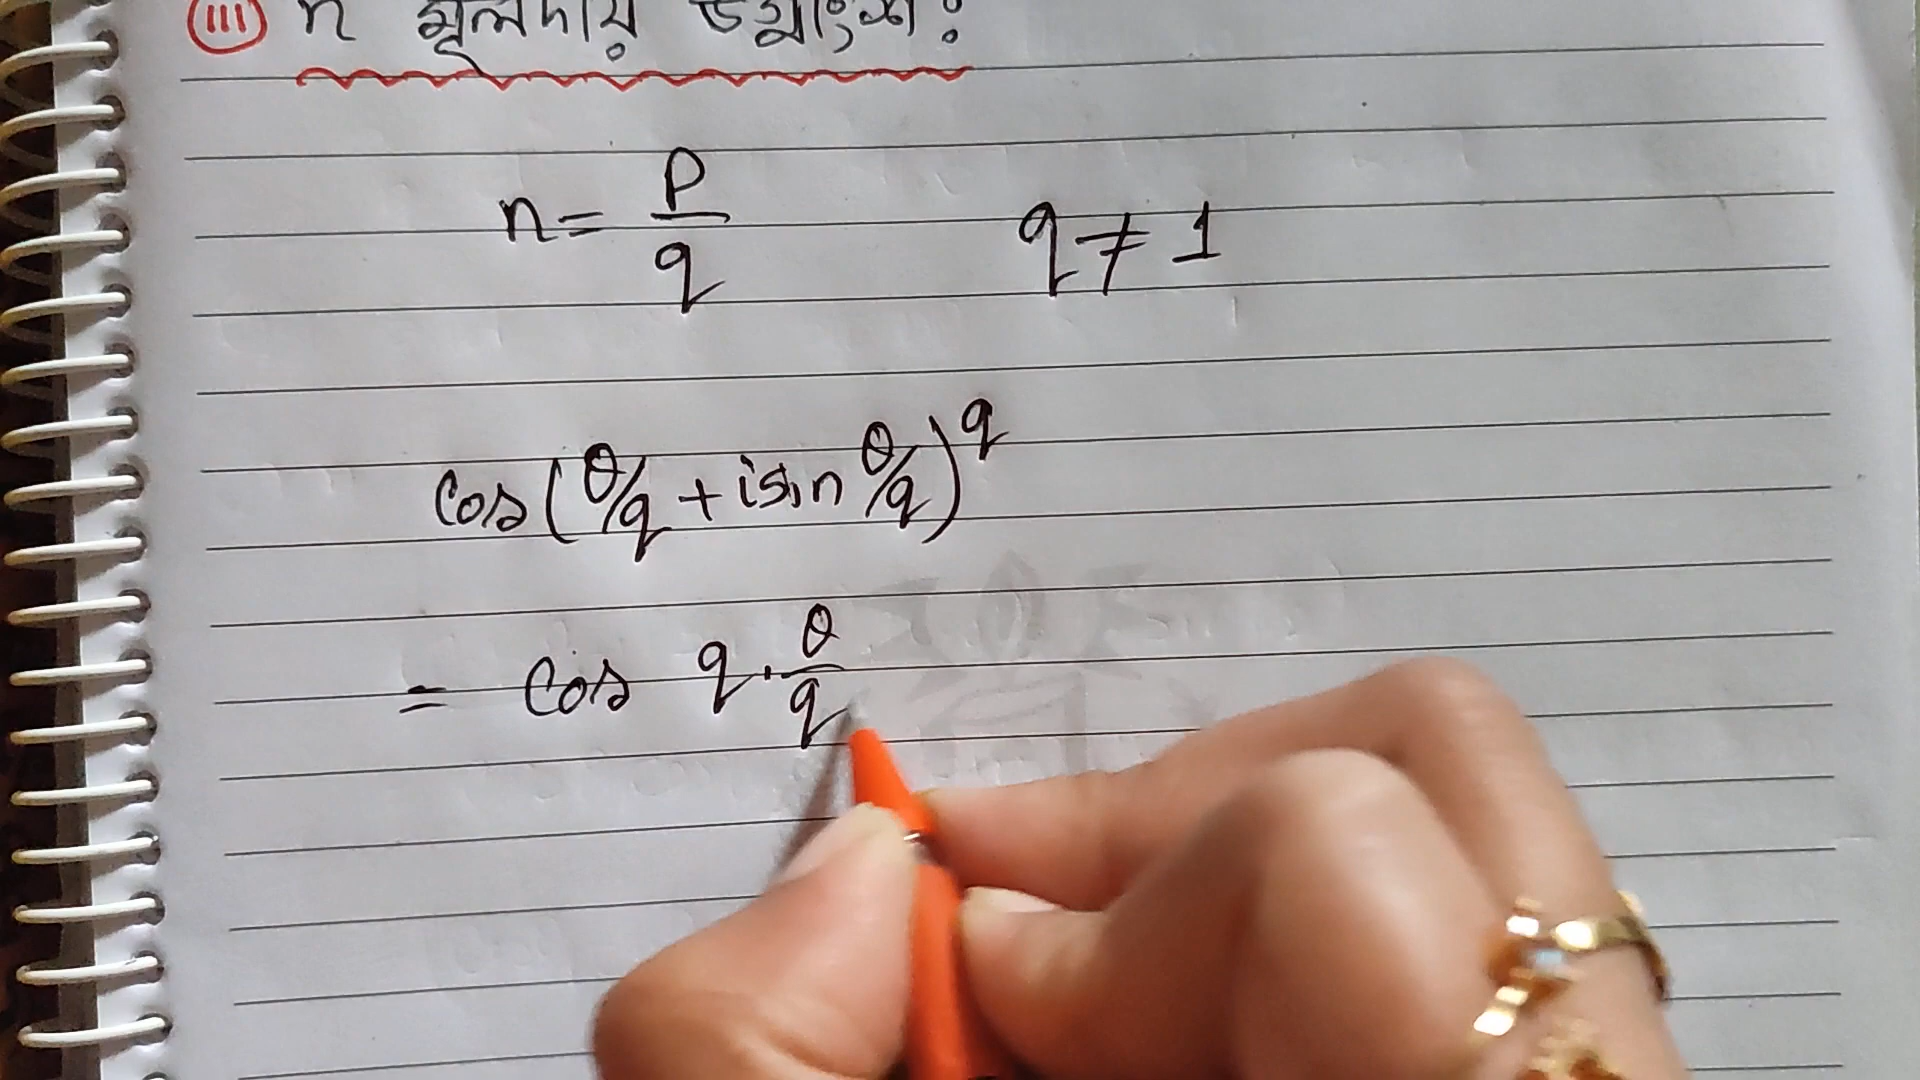 (iii) n মূলদীয় ভগ্নাংশ :
n = p/q q ≠ 1
cos (θ/q + i sin θ/q)^q
= cos q · θ/q